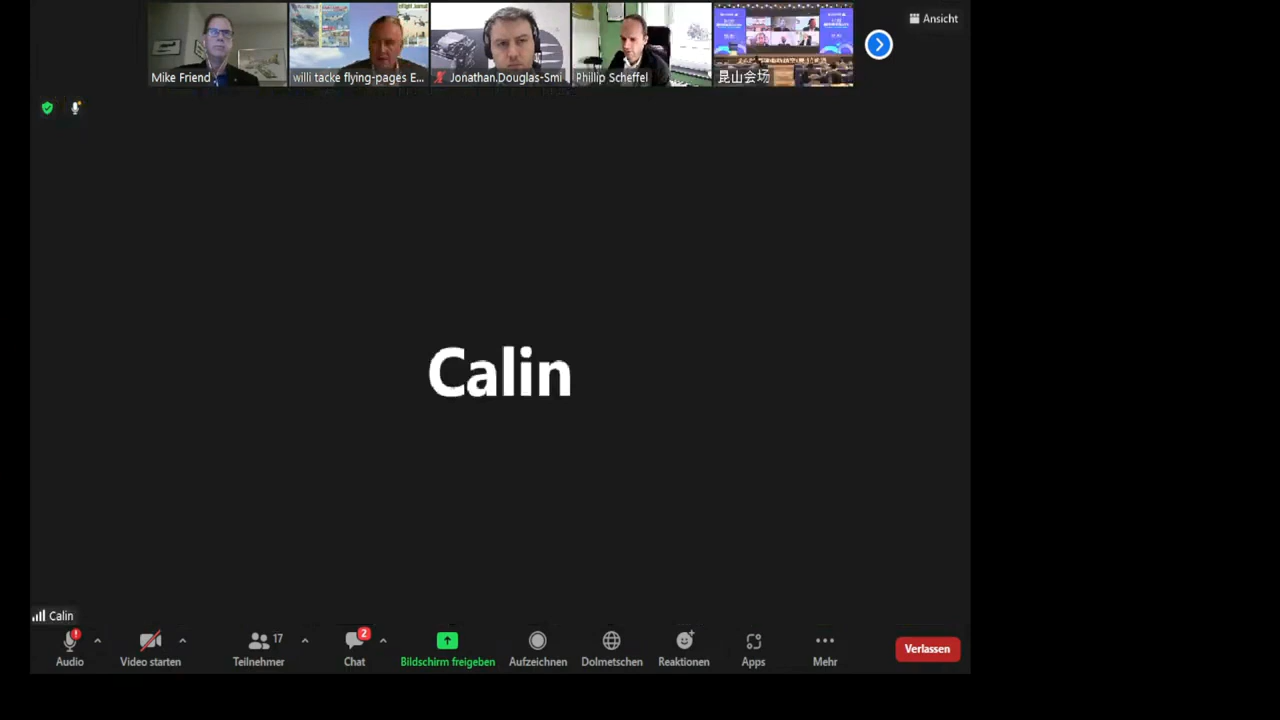 Ansicht
Mike Friend
willi tacke flying-pages E...
Jonathan.Douglas-Smi
Phillip Scheffel
昆山会场
Calin
Calin
17
2
Audio
Video starten
Teilnehmer
Chat
Bildschirm freigeben
Aufzeichnen
Dolmetschen
Reaktionen
Apps
Mehr
Verlassen